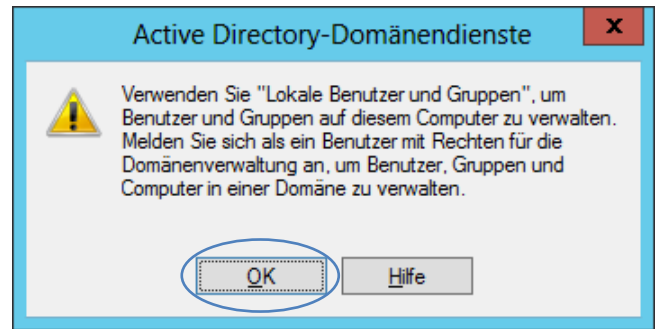 Active Directory-Domänendienste
x
Verwenden Sie "Lokale Benutzer und Gruppen", um
Benutzer und Gruppen auf diesem Computer zu verwalten.
Melden Sie sich als ein Benutzer mit Rechten für die
Domänenverwaltung an, um Benutzer, Gruppen und
Computer in einer Domäne zu verwalten.
OK Hilfe